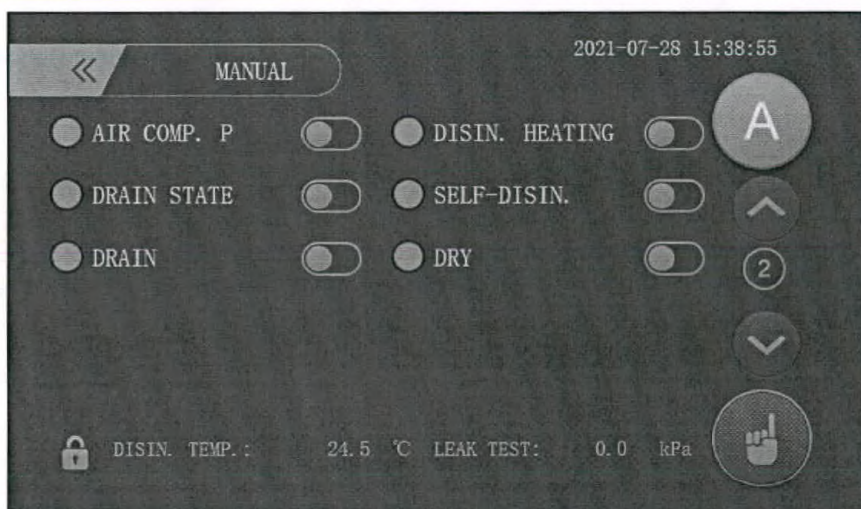 2021-07-28 15:38:55
« MANUAL
AIR COMP. P
DISIN. HEATING
A
DRAIN STATE
SELF-DISIN.
DRAIN
DRY
2
DISIN. TEMP.: 24.5 ℃ LEAK TEST: 0.0 kPa